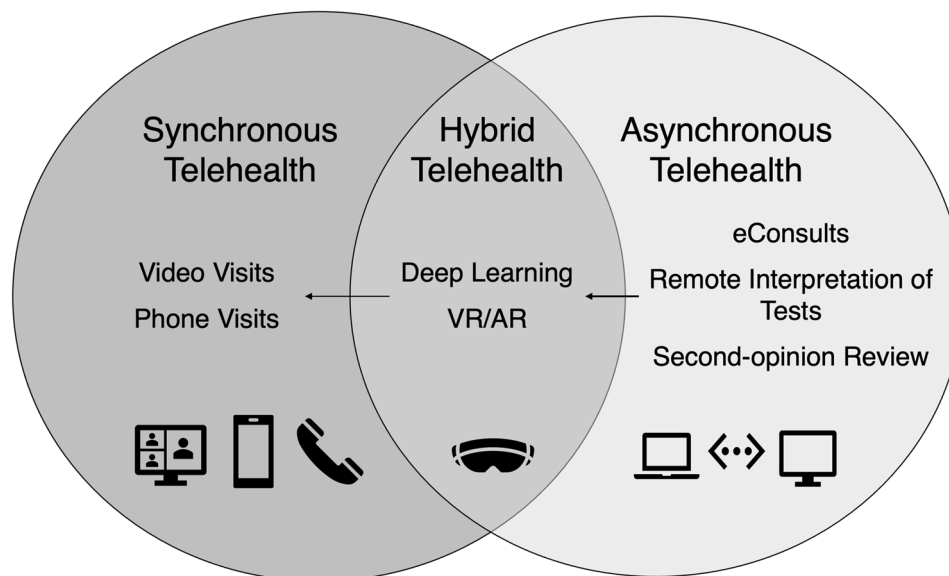 Synchronous
Telehealth
Video Visits
Phone Visits
Hybrid
Telehealth
Deep Learning
VR/AR
Asynchronous
Telehealth
eConsults
Remote Interpretation of
Tests
Second-opinion Review